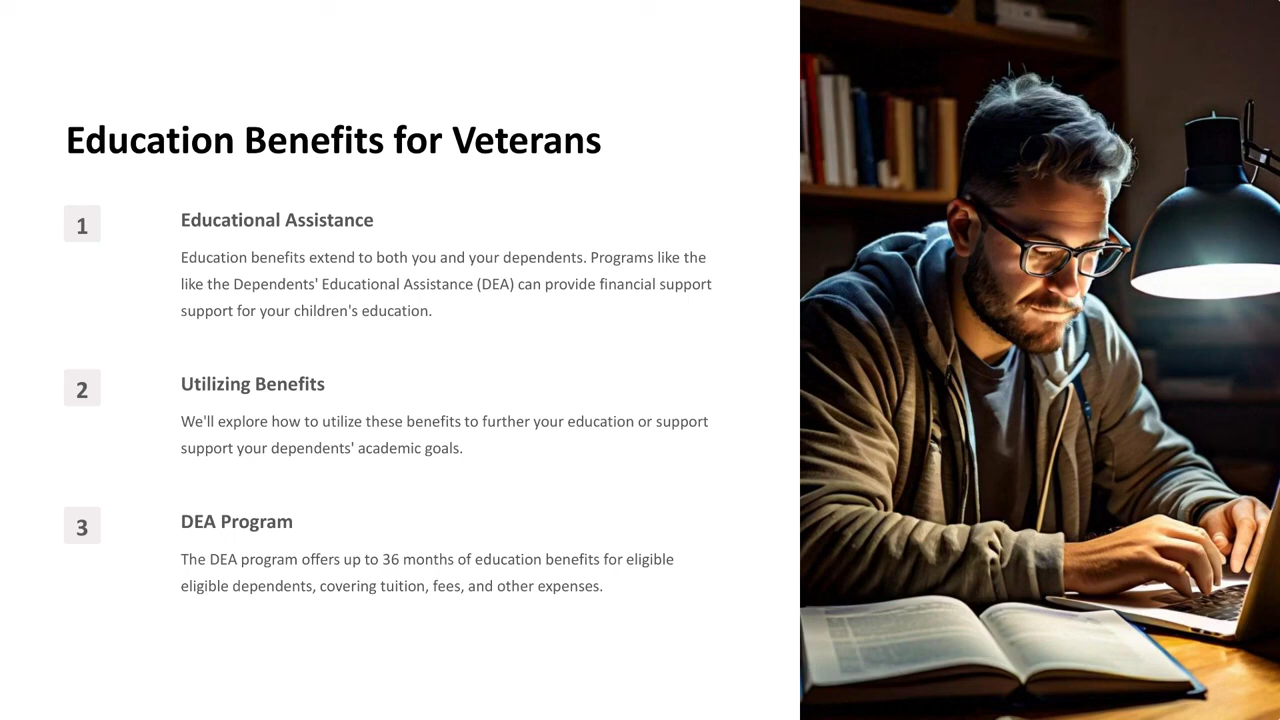 Education Benefits for Veterans
1
Educational Assistance
Education benefits extend to both you and your dependents. Programs like the
like the Dependents' Educational Assistance (DEA) can provide financial support
support for your children's education.
2
Utilizing Benefits
We'll explore how to utilize these benefits to further your education or support
support your dependents' academic goals.
3
DEA Program
The DEA program offers up to 36 months of education benefits for eligible
eligible dependents, covering tuition, fees, and other expenses.